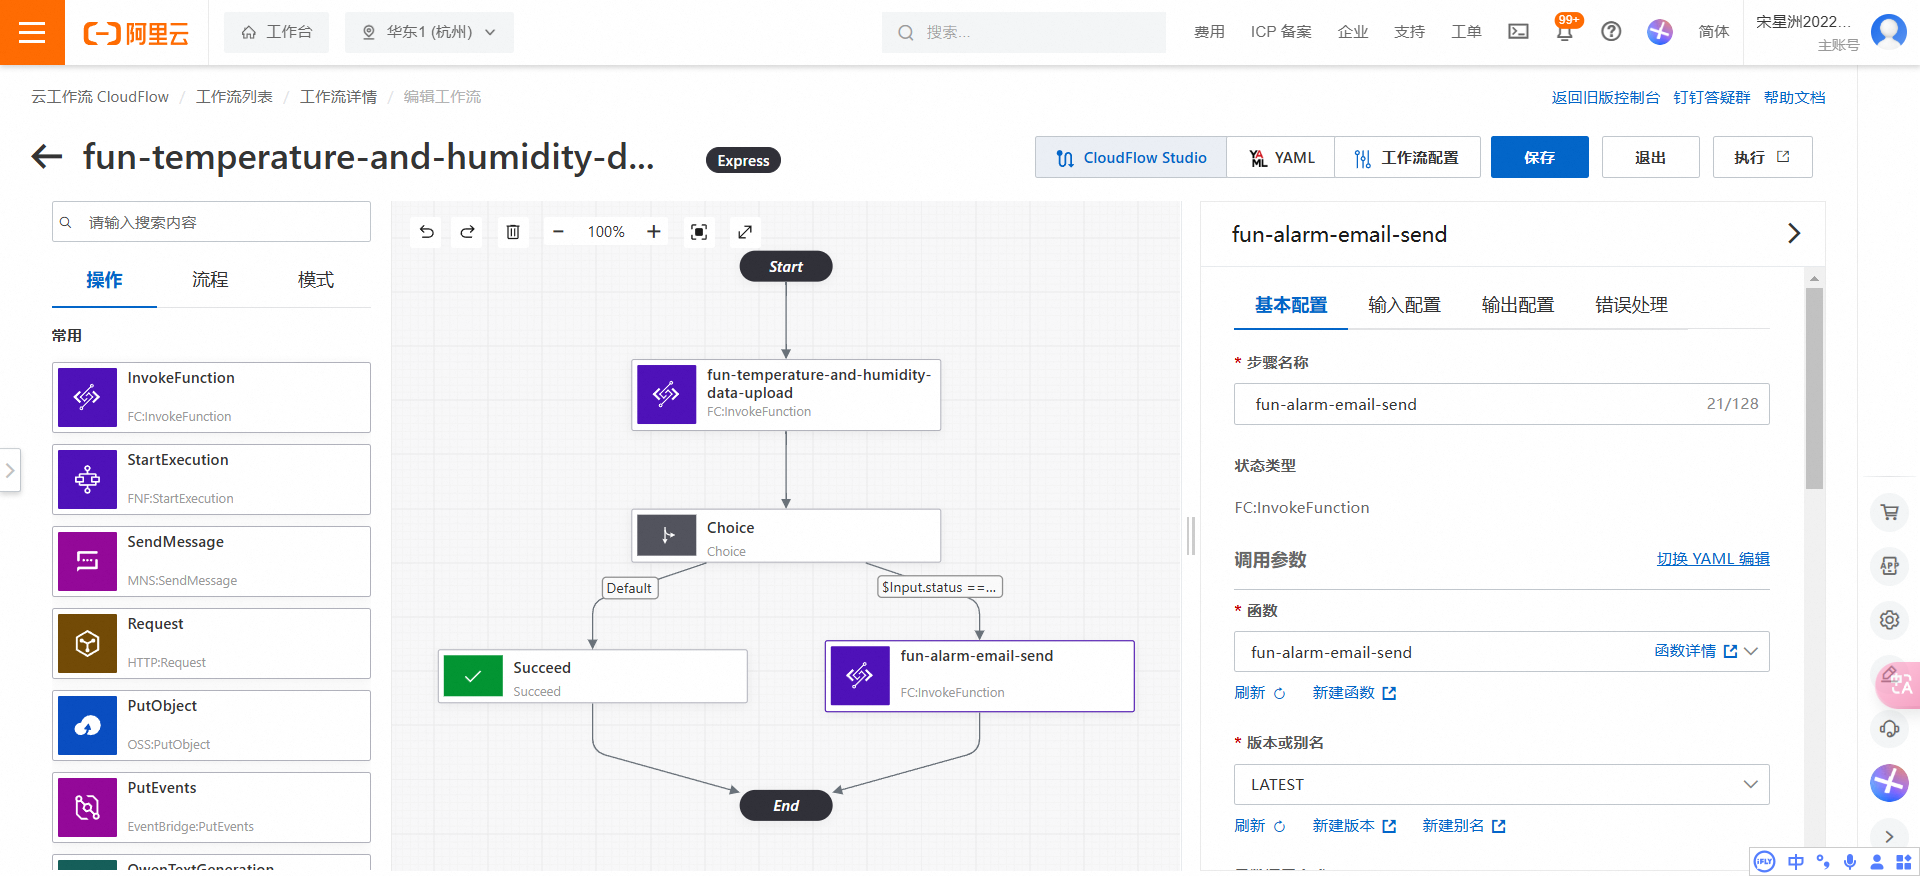 阿里云
工作台
华东1 (杭州)
搜索...
费用
ICP 备案
企业
支持
工单
99+
简体
宋星洲2022...
主账号
云工作流 CloudFlow / 工作流列表 / 工作流详情 / 编辑工作流
返回旧版控制台
钉钉答疑群
帮助文档
fun-temperature-and-humidity-d...
Express
CloudFlow Studio
YAML
YAML
工作流配置
保存
退出
执行
请输入搜索内容
操作
流程
模式
常用
InvokeFunction
FC:InvokeFunction
StartExecution
FNF:StartExecution
SendMessage
MNS:SendMessage
Request
HTTP:Request
PutObject
OSS:PutObject
PutEvents
EventBridge:PutEvents
QwenTextGeneration
100%
Start
fun-temperature-and-humidity-
data-upload
FC:InvokeFunction
Choice
Choice
Default
$Input.status ==...
Succeed
Succeed
fun-alarm-email-send
FC:InvokeFunction
End
fun-alarm-email-send
基本配置
输入配置
输出配置
错误处理
* 步骤名称
fun-alarm-email-send
21/128
状态类型
FC:InvokeFunction
调用参数
切换 YAML 编辑
* 函数
fun-alarm-email-send
函数详情
刷新
新建函数
* 版本或别名
LATEST
刷新
新建版本
新建别名
API
iFLY
中